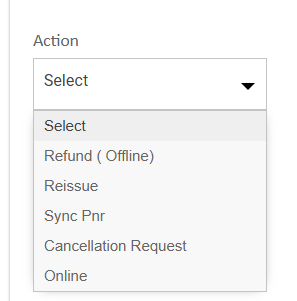 Action
Select
Select
Refund ( Offline)
Reissue
Sync Pnr
Cancellation Request
Online